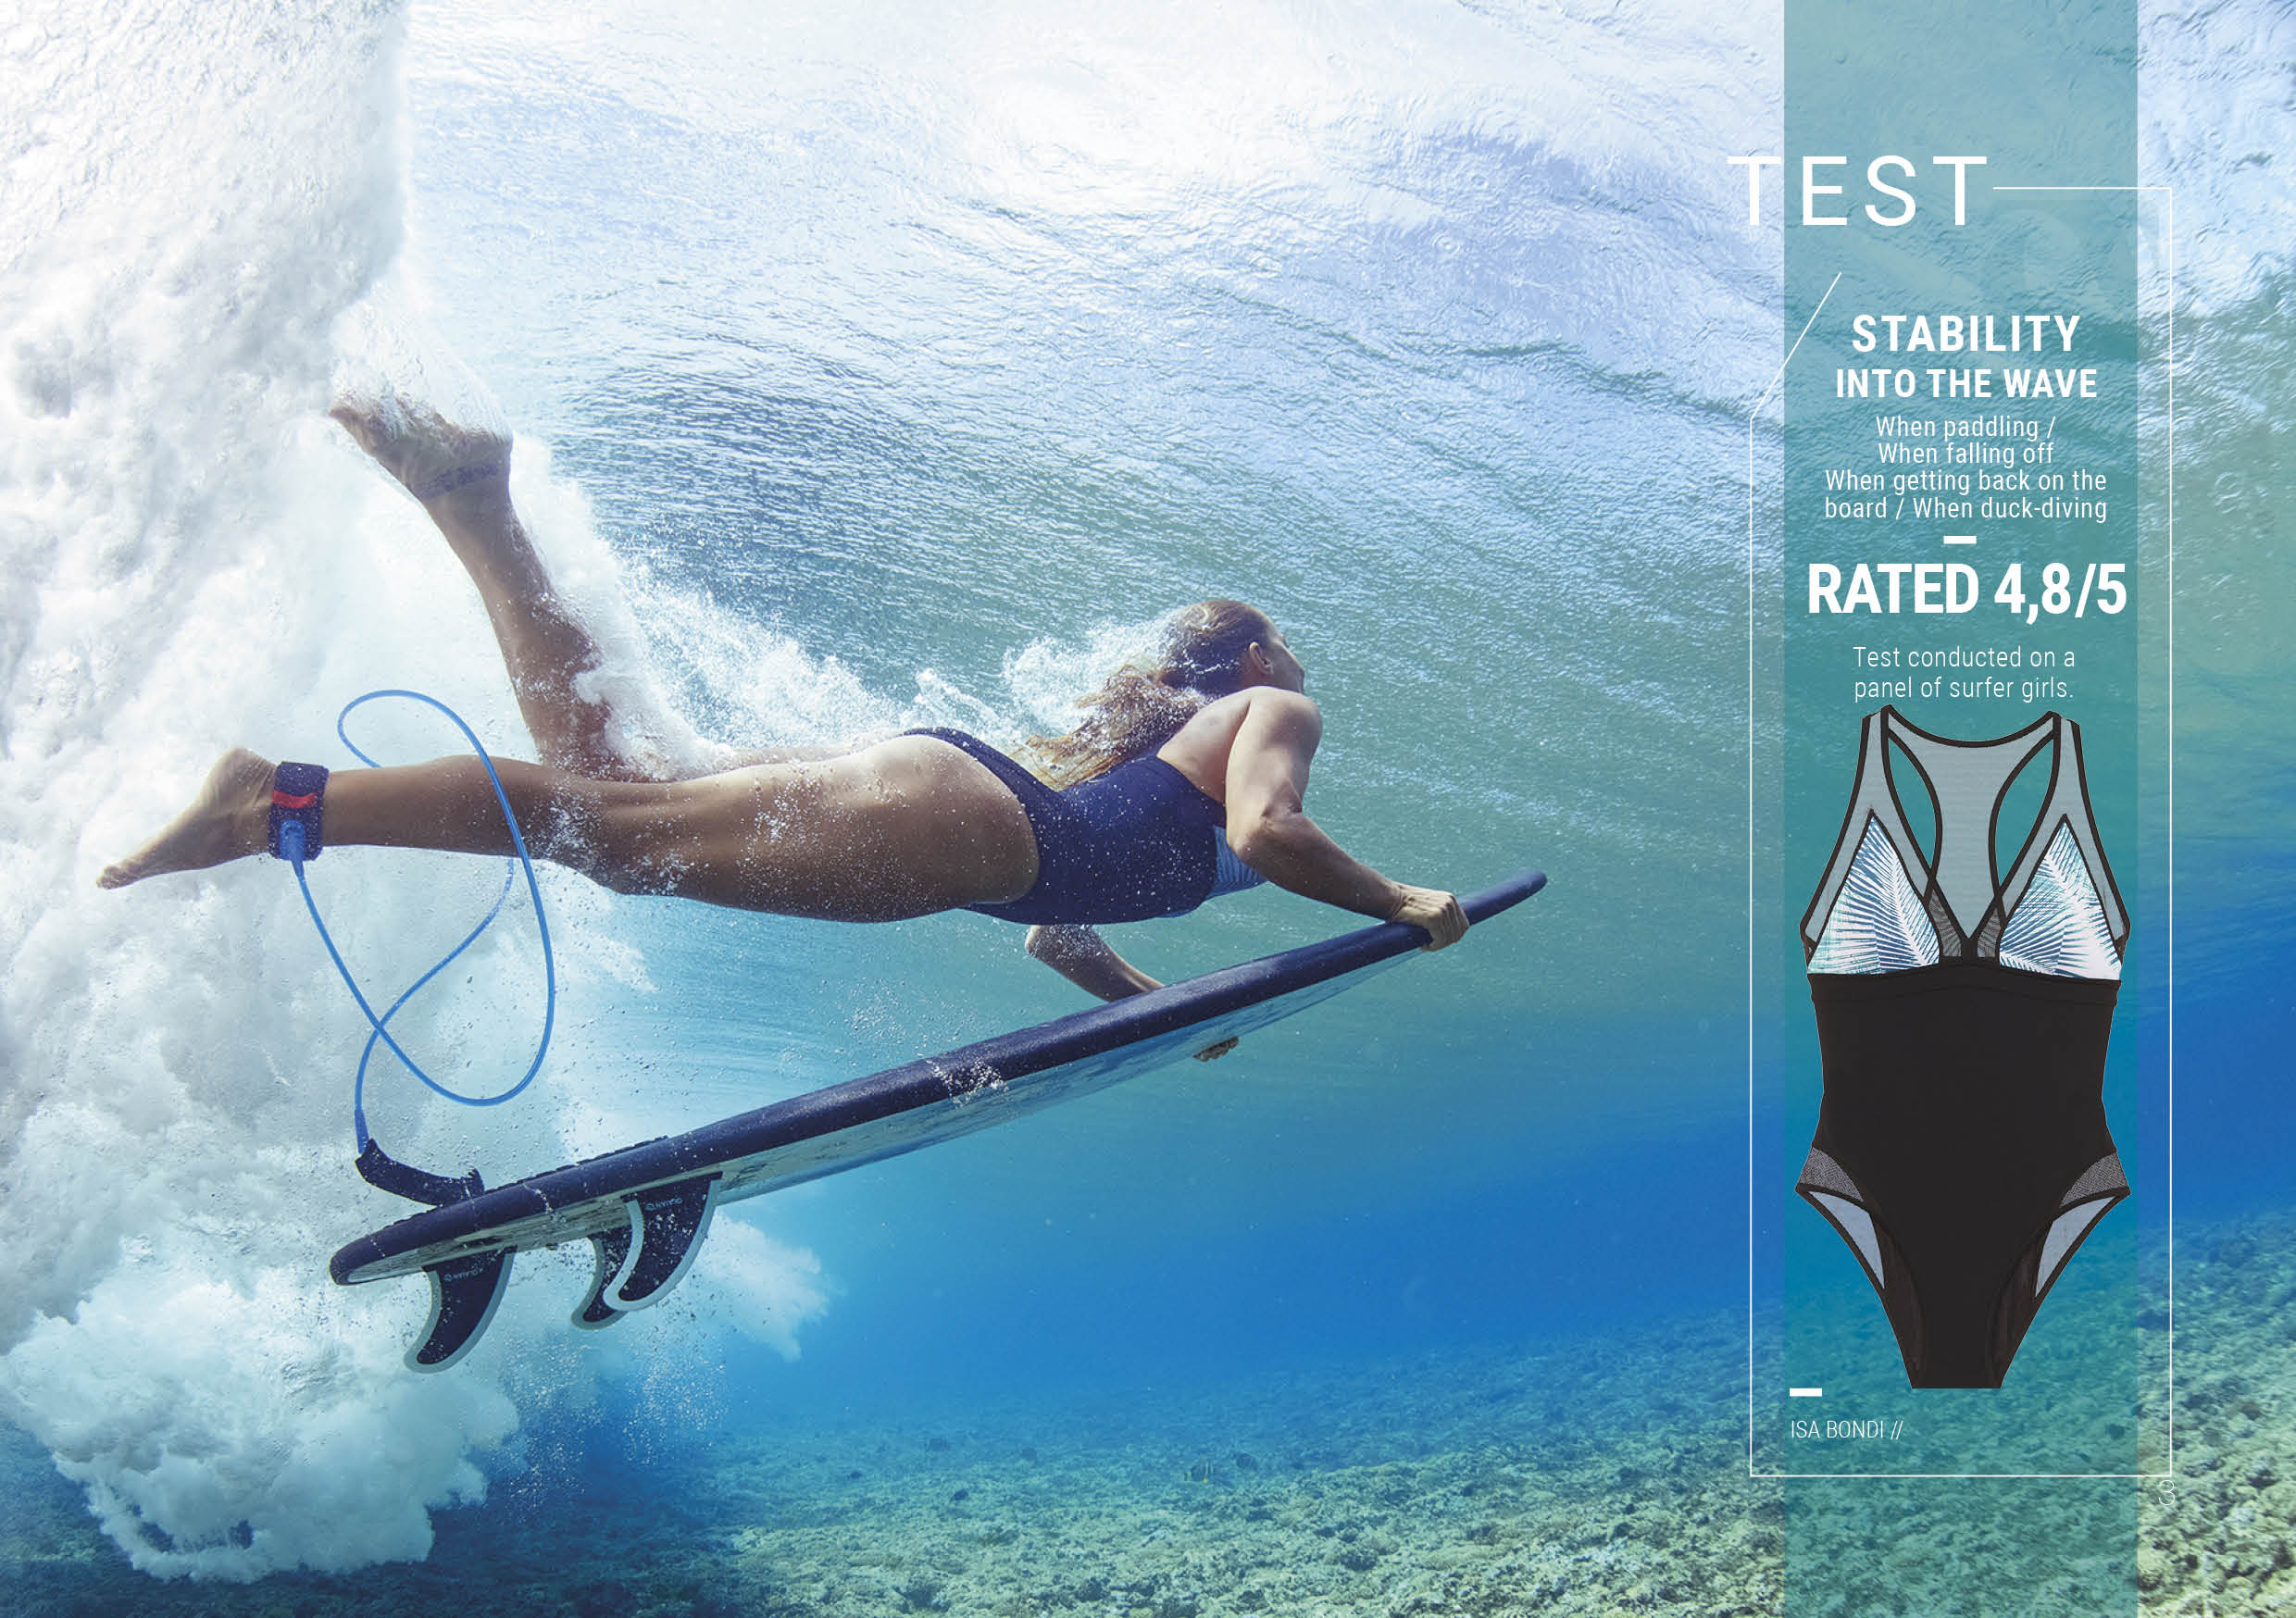 TEST
STABILITY
INTO THE WAVE
When paddling /
When falling off
When getting back on the
board / When duck-diving
RATED 4,8/5
Test conducted on a
panel of surfer girls.
ISA BONDI //
3